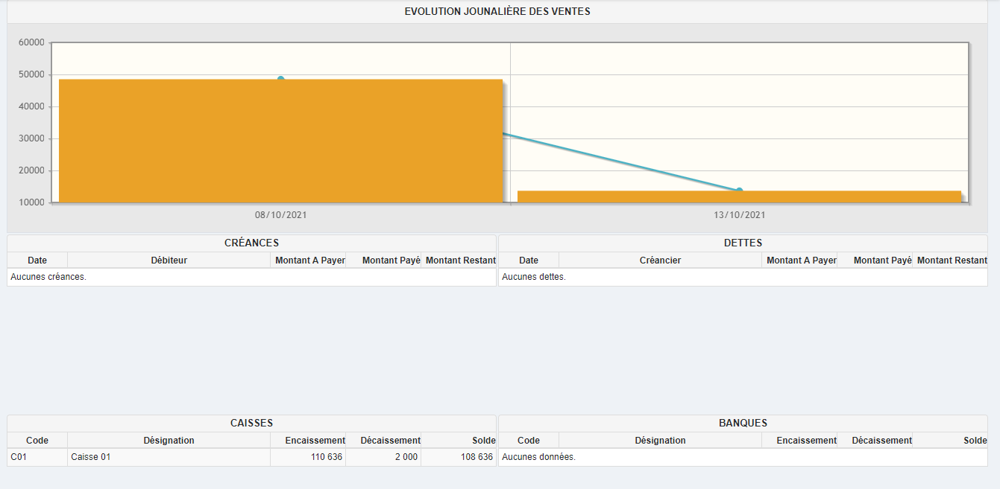 EVOLUTION JOUNALIÈRE DES VENTES
60000
50000
40000
30000
20000
10000
08/10/2021 13/10/2021
CRÉANCES DETTES
Date Débiteur Montant A Payer Montant Payé Montant Restant Date Créancier Montant A Payer Montant Payé Montant Restant
Aucunes créances. Aucunes dettes.
CAISSES BANQUES
Code Désignation Encaissement Décaissement Solde Code Désignation Encaissement Décaissement Solde
C01 Caisse 01 110 636 2 000 108 636 Aucunes données.